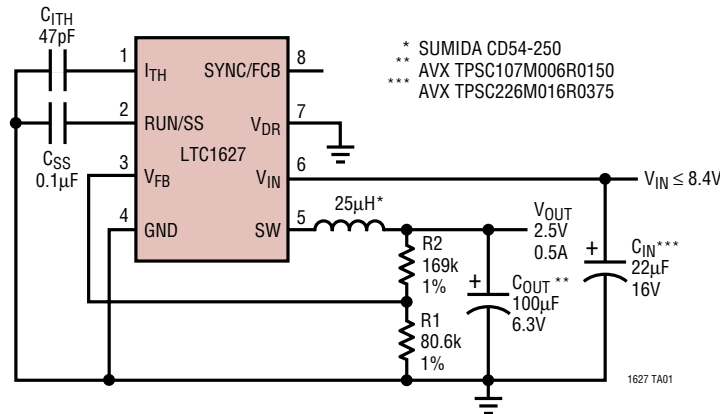 C_ITH
47pF
1
I_TH
2
RUN/SS
C_SS
0.1µF
3
V_FB
4
GND
LTC1627
SYNC/FCB
8
V_DR
7
V_IN
6
SW
5
* SUMIDA CD54-250
** AVX TPSC107M006R0150
*** AVX TPSC226M016R0375
V_IN ≤ 8.4V
25µH*
V_OUT
2.5V
0.5A
R2
169k
1%
R1
80.6k
1%
+
C_OUT**
100µF
6.3V
+
C_IN***
22µF
16V
1627 TA01